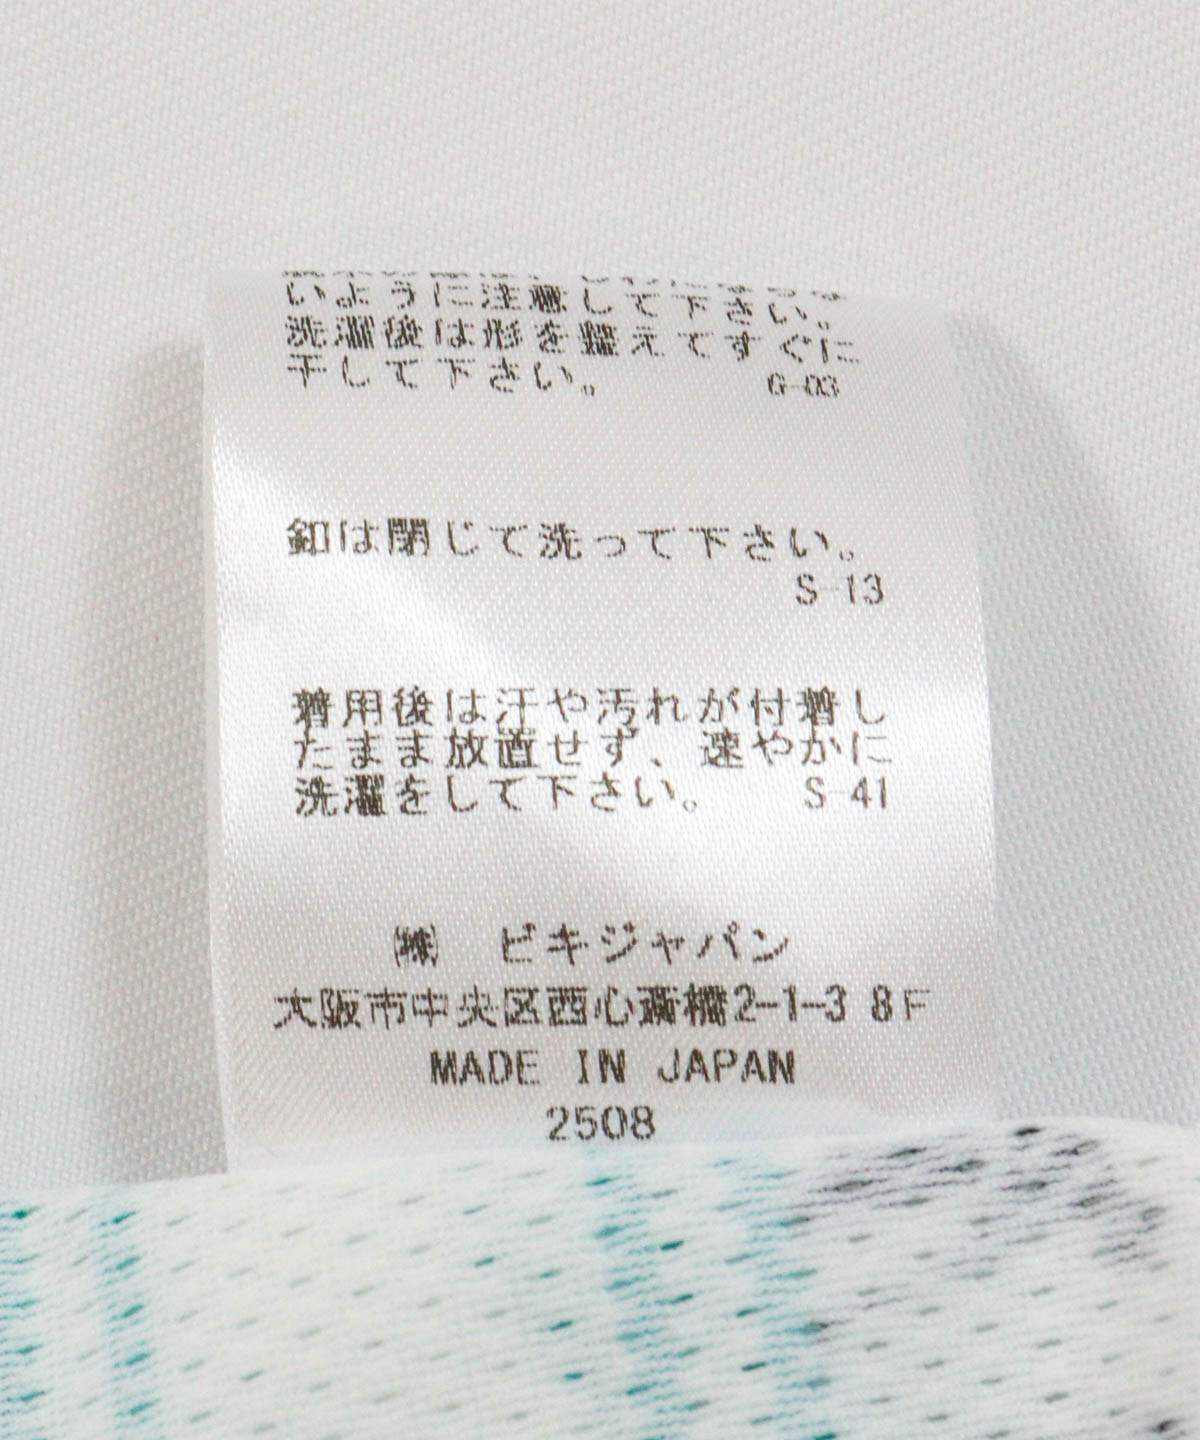 いように注意して下さい。
洗濯後は形を整えてすぐに
干して下さい。 G-03
釦は閉じて洗って下さい。
S-13
着用後は汗や汚れが付着し
たまま放置せず、速やかに
洗濯をして下さい。 S-41
㈱ ビキジャパン
大阪市中央区西心斎橋2-1-3 8F
MADE IN JAPAN
2508